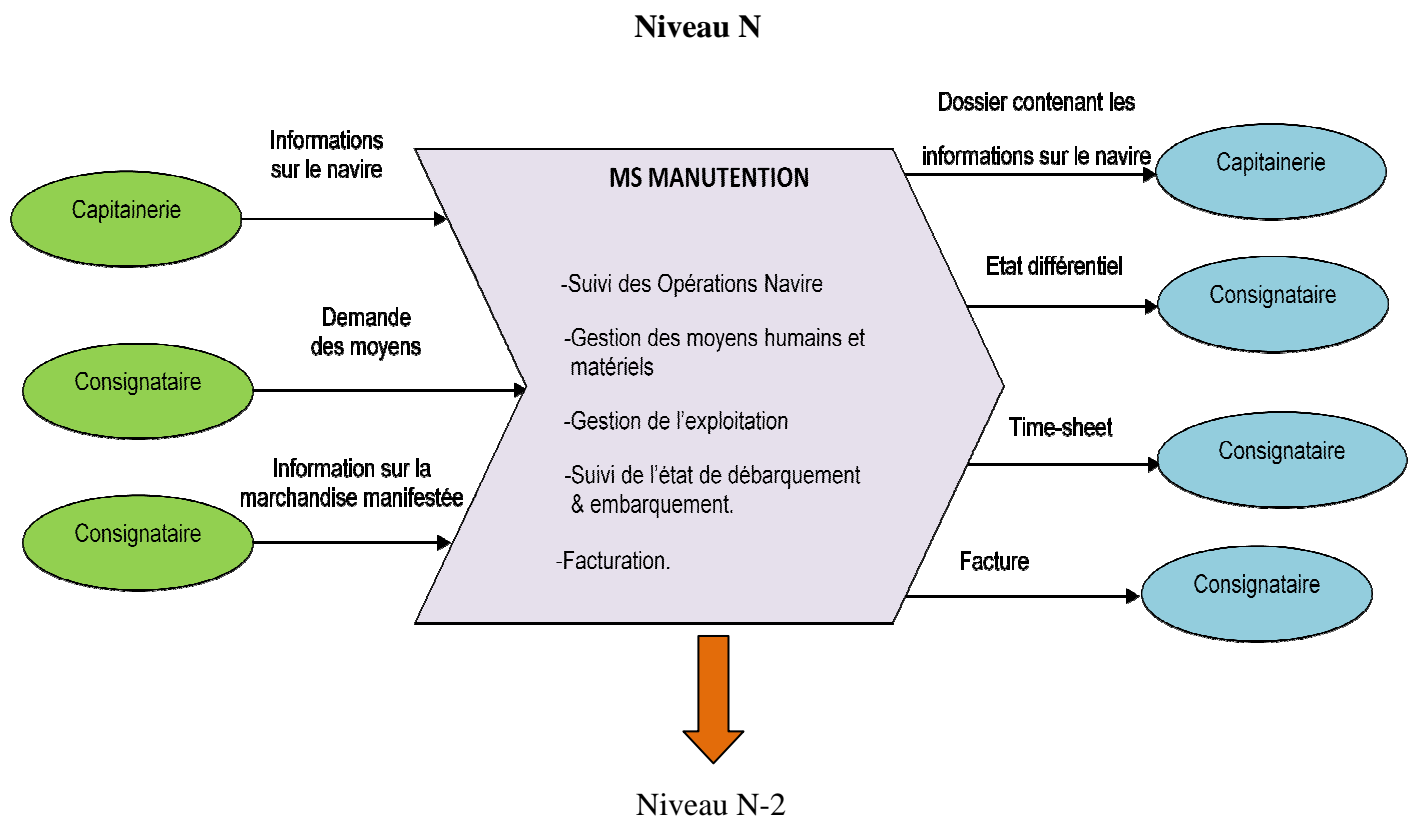 Niveau N
Informations
sur le navire
Capitainerie
Demande
des moyens
Consignataire
Information sur la
marchandise manifestée
Consignataire
MS MANUTENTION
-Suivi des Opérations Navire
-Gestion des moyens humains et
matériels
-Gestion de l'exploitation
-Suivi de l'état de débarquement
& embarquement.
-Facturation.
Dossier contenant les
informations sur le navire
Capitainerie
Etat différentiel
Consignataire
Time-sheet
Consignataire
Facture
Consignataire
Niveau N-2